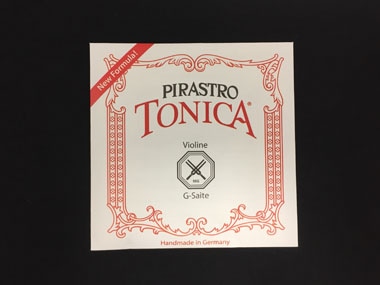 New Formula!
PIRASTRO
TONICA®
Violine
G-Saite
Handmade in Germany